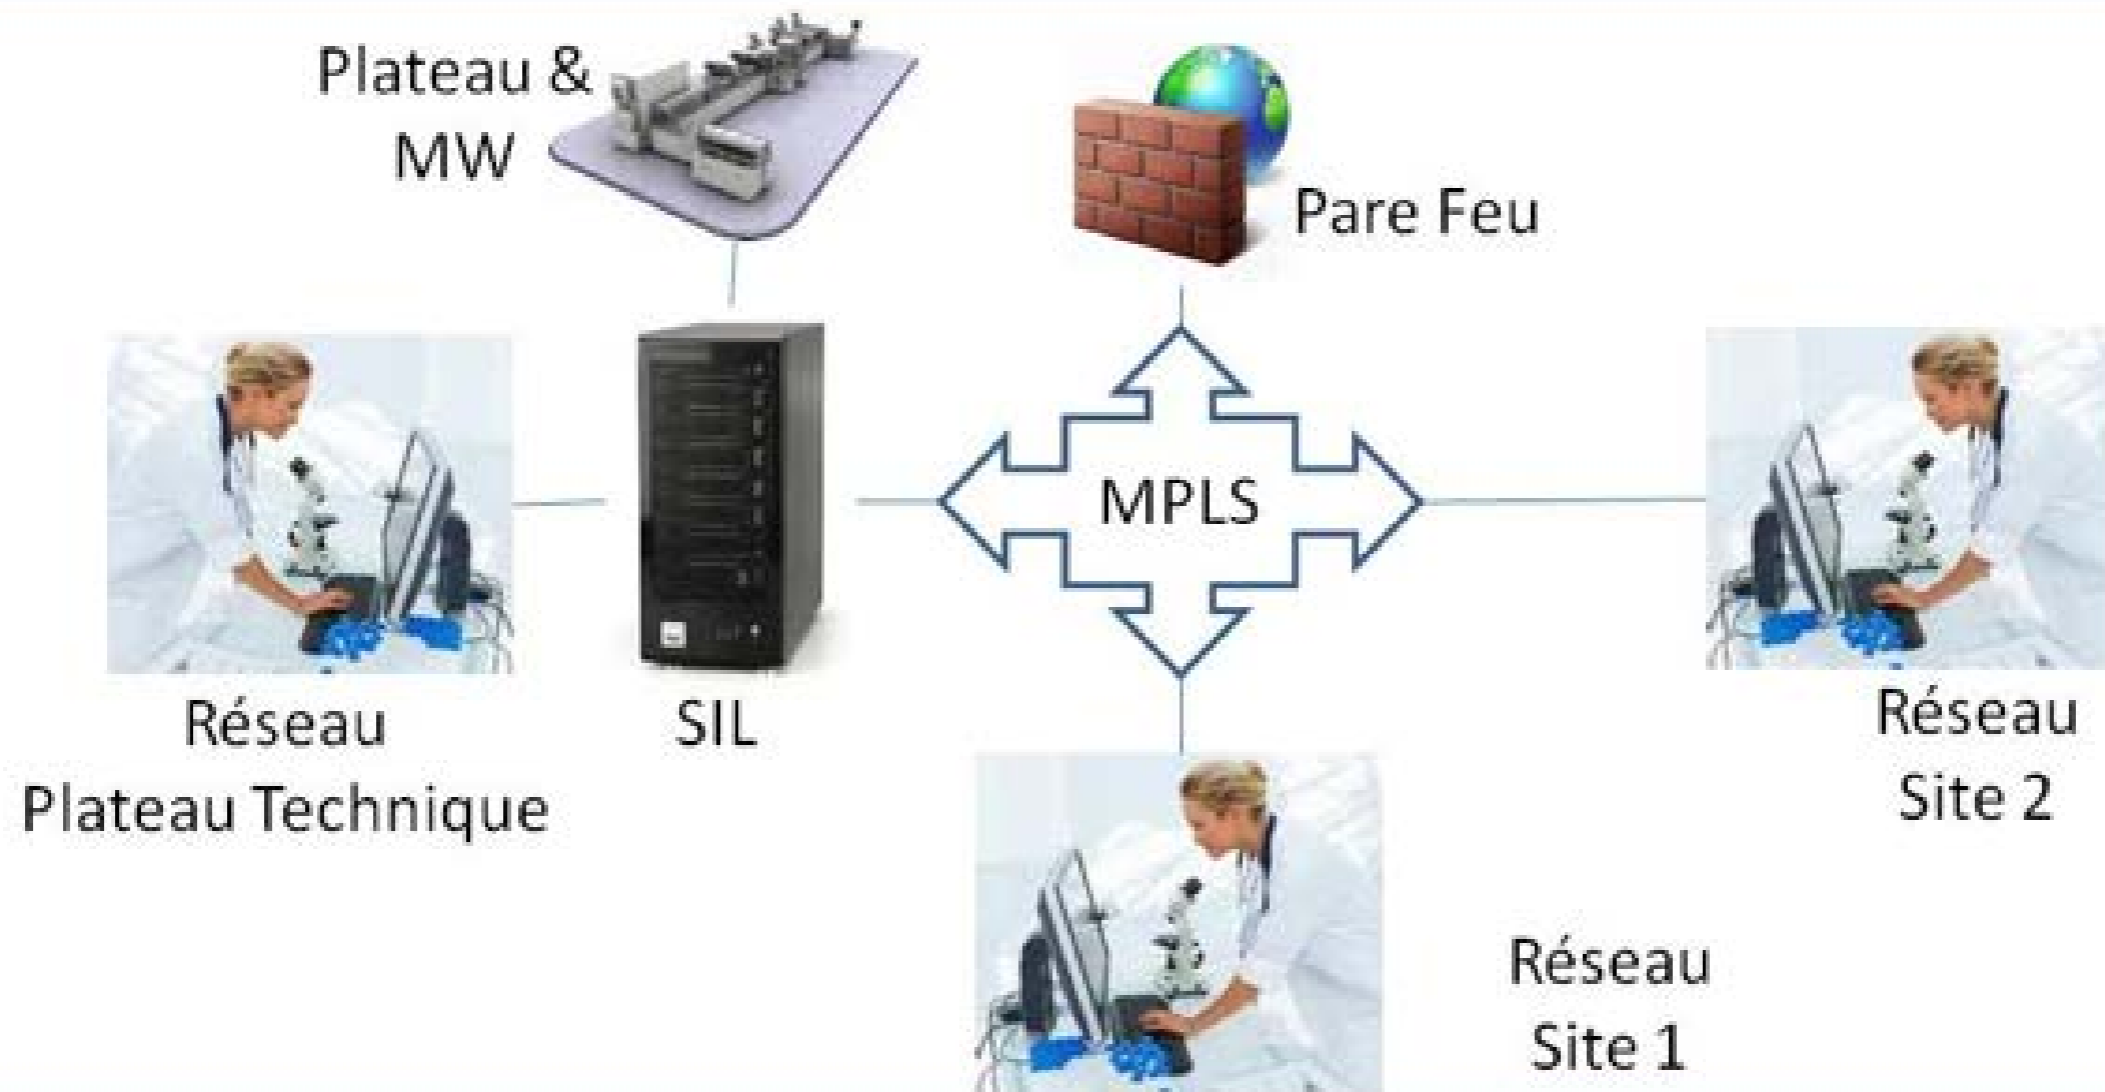 Plateau &
MW
Pare Feu
MPLS
Réseau
Plateau Technique
SIL
Réseau
Site 2
Réseau
Site 1